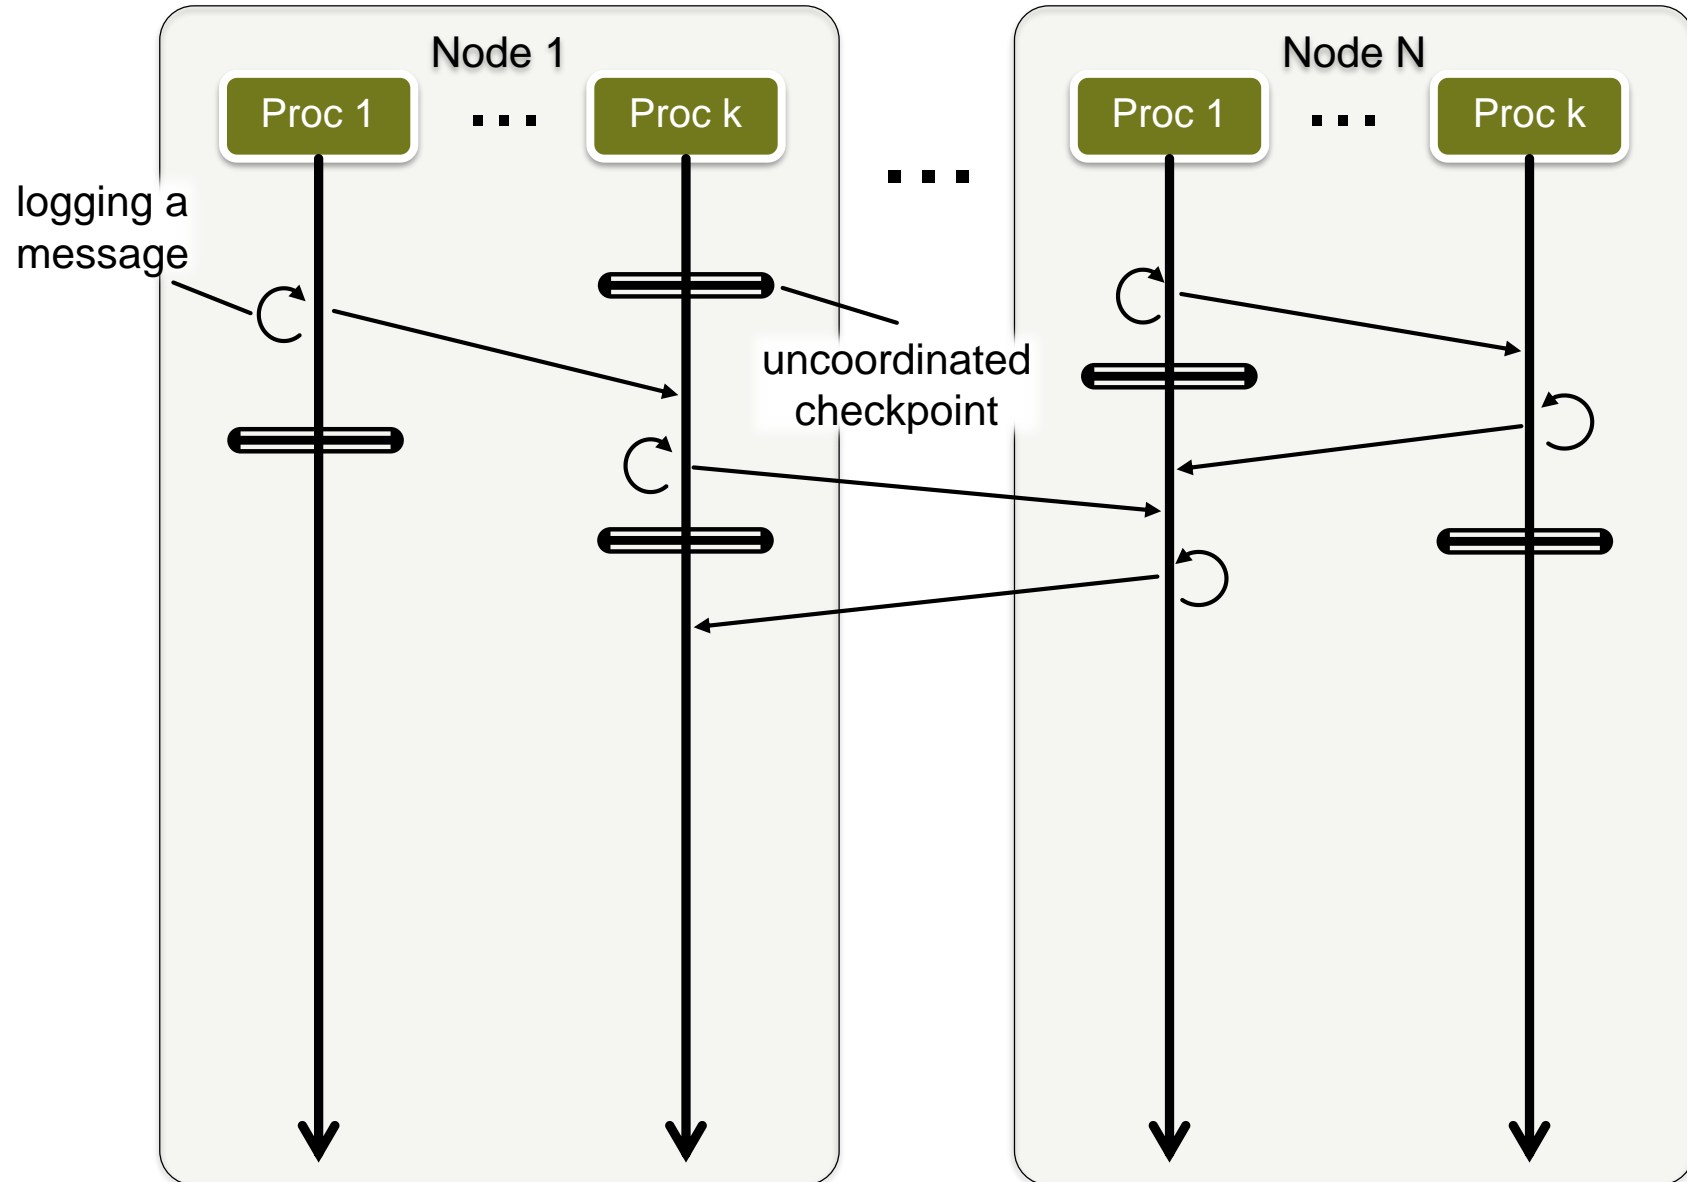 Node 1
Node N
Proc 1
...
Proc k
Proc 1
...
Proc k
...
logging a
message
uncoordinated
checkpoint